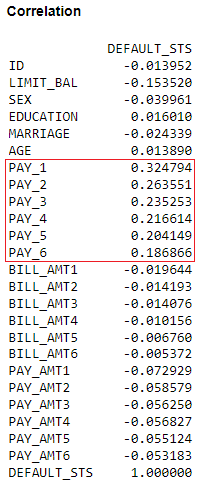 Correlation
DEFAULT_STS
ID -0.013952
LIMIT_BAL -0.153520
SEX -0.039961
EDUCATION 0.016010
MARRIAGE -0.024339
AGE 0.013890
PAY_1 0.324794
PAY_2 0.263551
PAY_3 0.235253
PAY_4 0.216614
PAY_5 0.204149
PAY_6 0.186866
BILL_AMT1 -0.019644
BILL_AMT2 -0.014193
BILL_AMT3 -0.014076
BILL_AMT4 -0.010156
BILL_AMT5 -0.006760
BILL_AMT6 -0.005372
PAY_AMT1 -0.072929
PAY_AMT2 -0.058579
PAY_AMT3 -0.056250
PAY_AMT4 -0.056827
PAY_AMT5 -0.055124
PAY_AMT6 -0.053183
DEFAULT_STS 1.000000